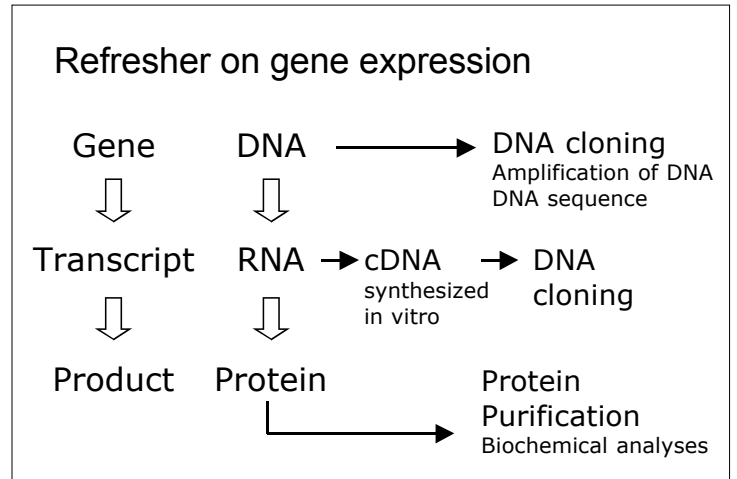 Refresher on gene expression
Gene DNA DNA cloning
Amplification of DNA
DNA sequence
Transcript RNA cDNA DNA
synthesized cloning
in vitro
Product Protein Protein
Purification
Biochemical analyses